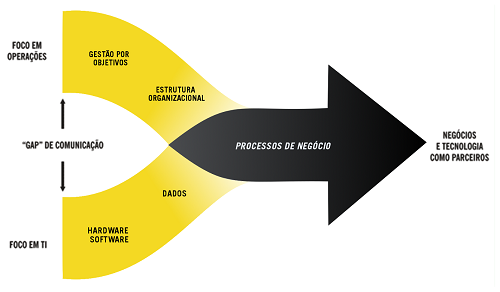 FOCO EM
OPERAÇÕES
GESTÃO POR
OBJETIVOS
ESTRUTURA
ORGANIZACIONAL
"GAP" DE COMUNICAÇÃO
PROCESSOS DE NEGÓCIO
NEGÓCIOS
E TECNOLOGIA
COMO PARCEIROS
DADOS
HARDWARE
SOFTWARE
FOCO EM TI